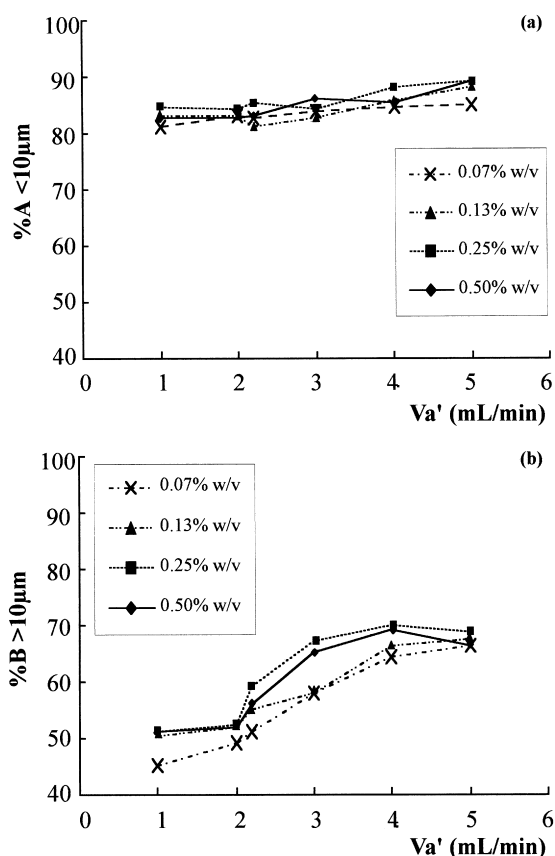 (a)
100
90
80
70
60
50
40
%A <10µm
0.07% w/v
0.13% w/v
0.25% w/v
0.50% w/v
0 1 2 3 4 5 6
Va' (mL/min)
(b)
100
90
80
70
60
50
40
%B >10µm
0.07% w/v
0.13% w/v
0.25% w/v
0.50% w/v
0 1 2 3 4 5 6
Va' (mL/min)